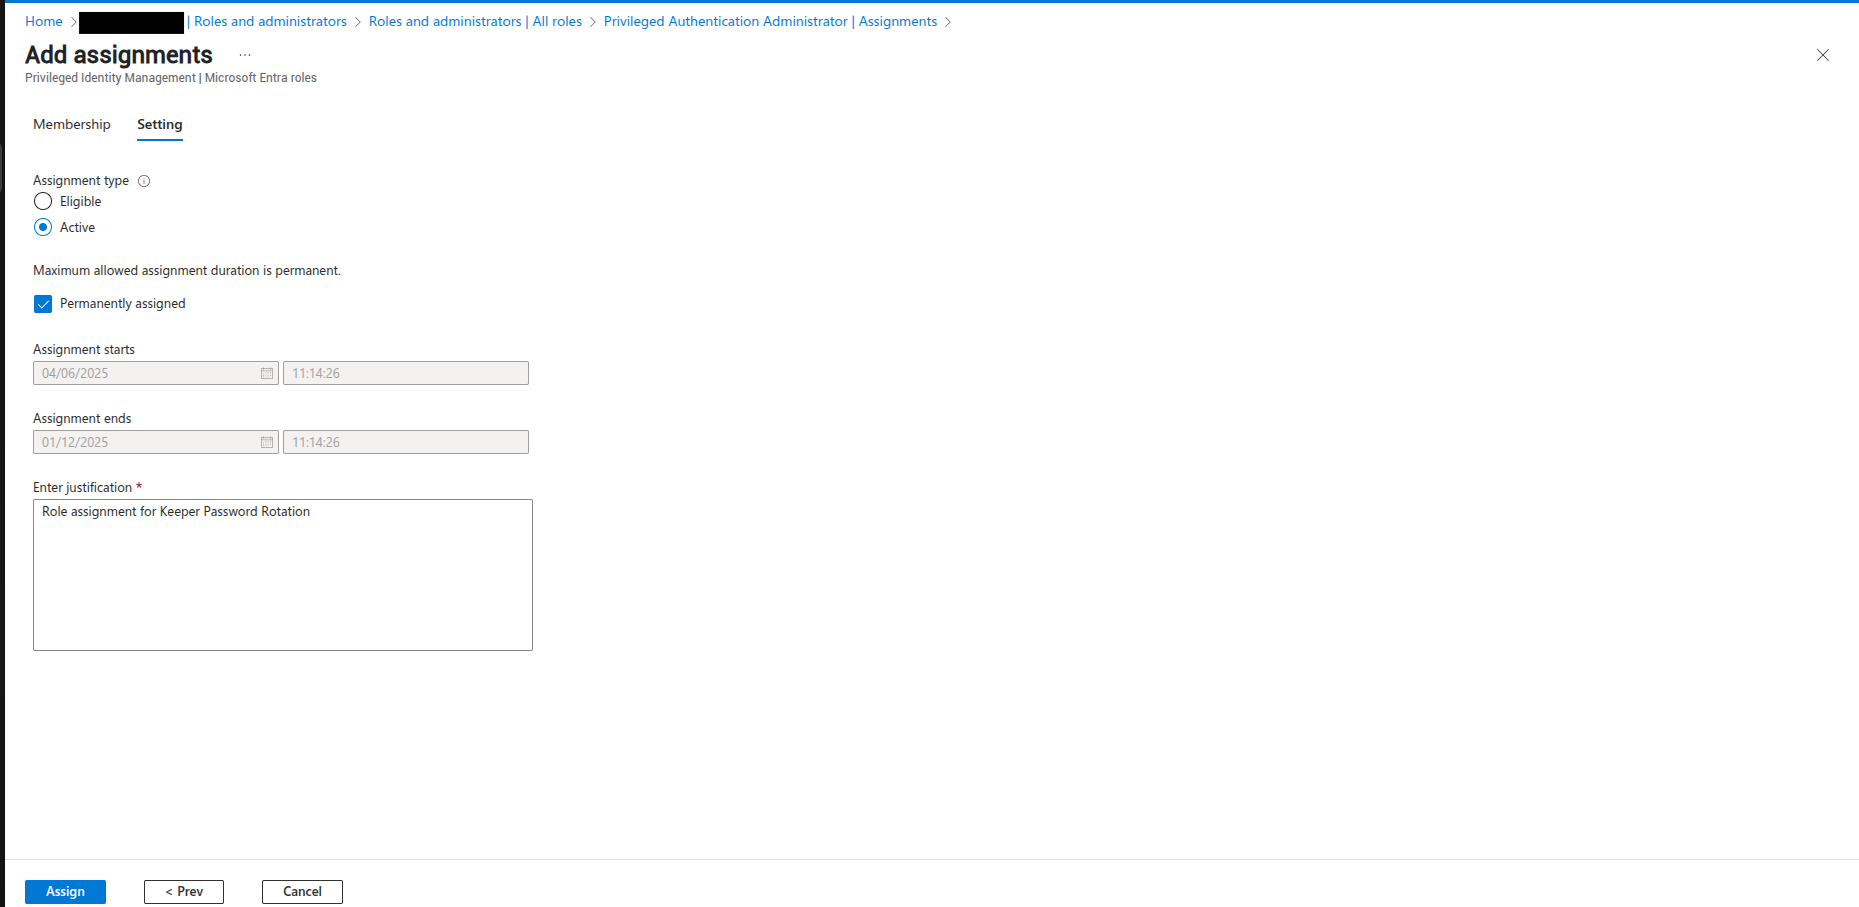 Home > | Roles and administrators > Roles and administrators | All roles > Privileged Authentication Administrator | Assignments >
Add assignments ...
Privileged Identity Management | Microsoft Entra roles
Membership Setting
Assignment type
Eligible
Active
Maximum allowed assignment duration is permanent.
Permanently assigned
Assignment starts
04/06/2025 11:14:26
Assignment ends
01/12/2025 11:14:26
Enter justification *
Role assignment for Keeper Password Rotation
Assign < Prev Cancel